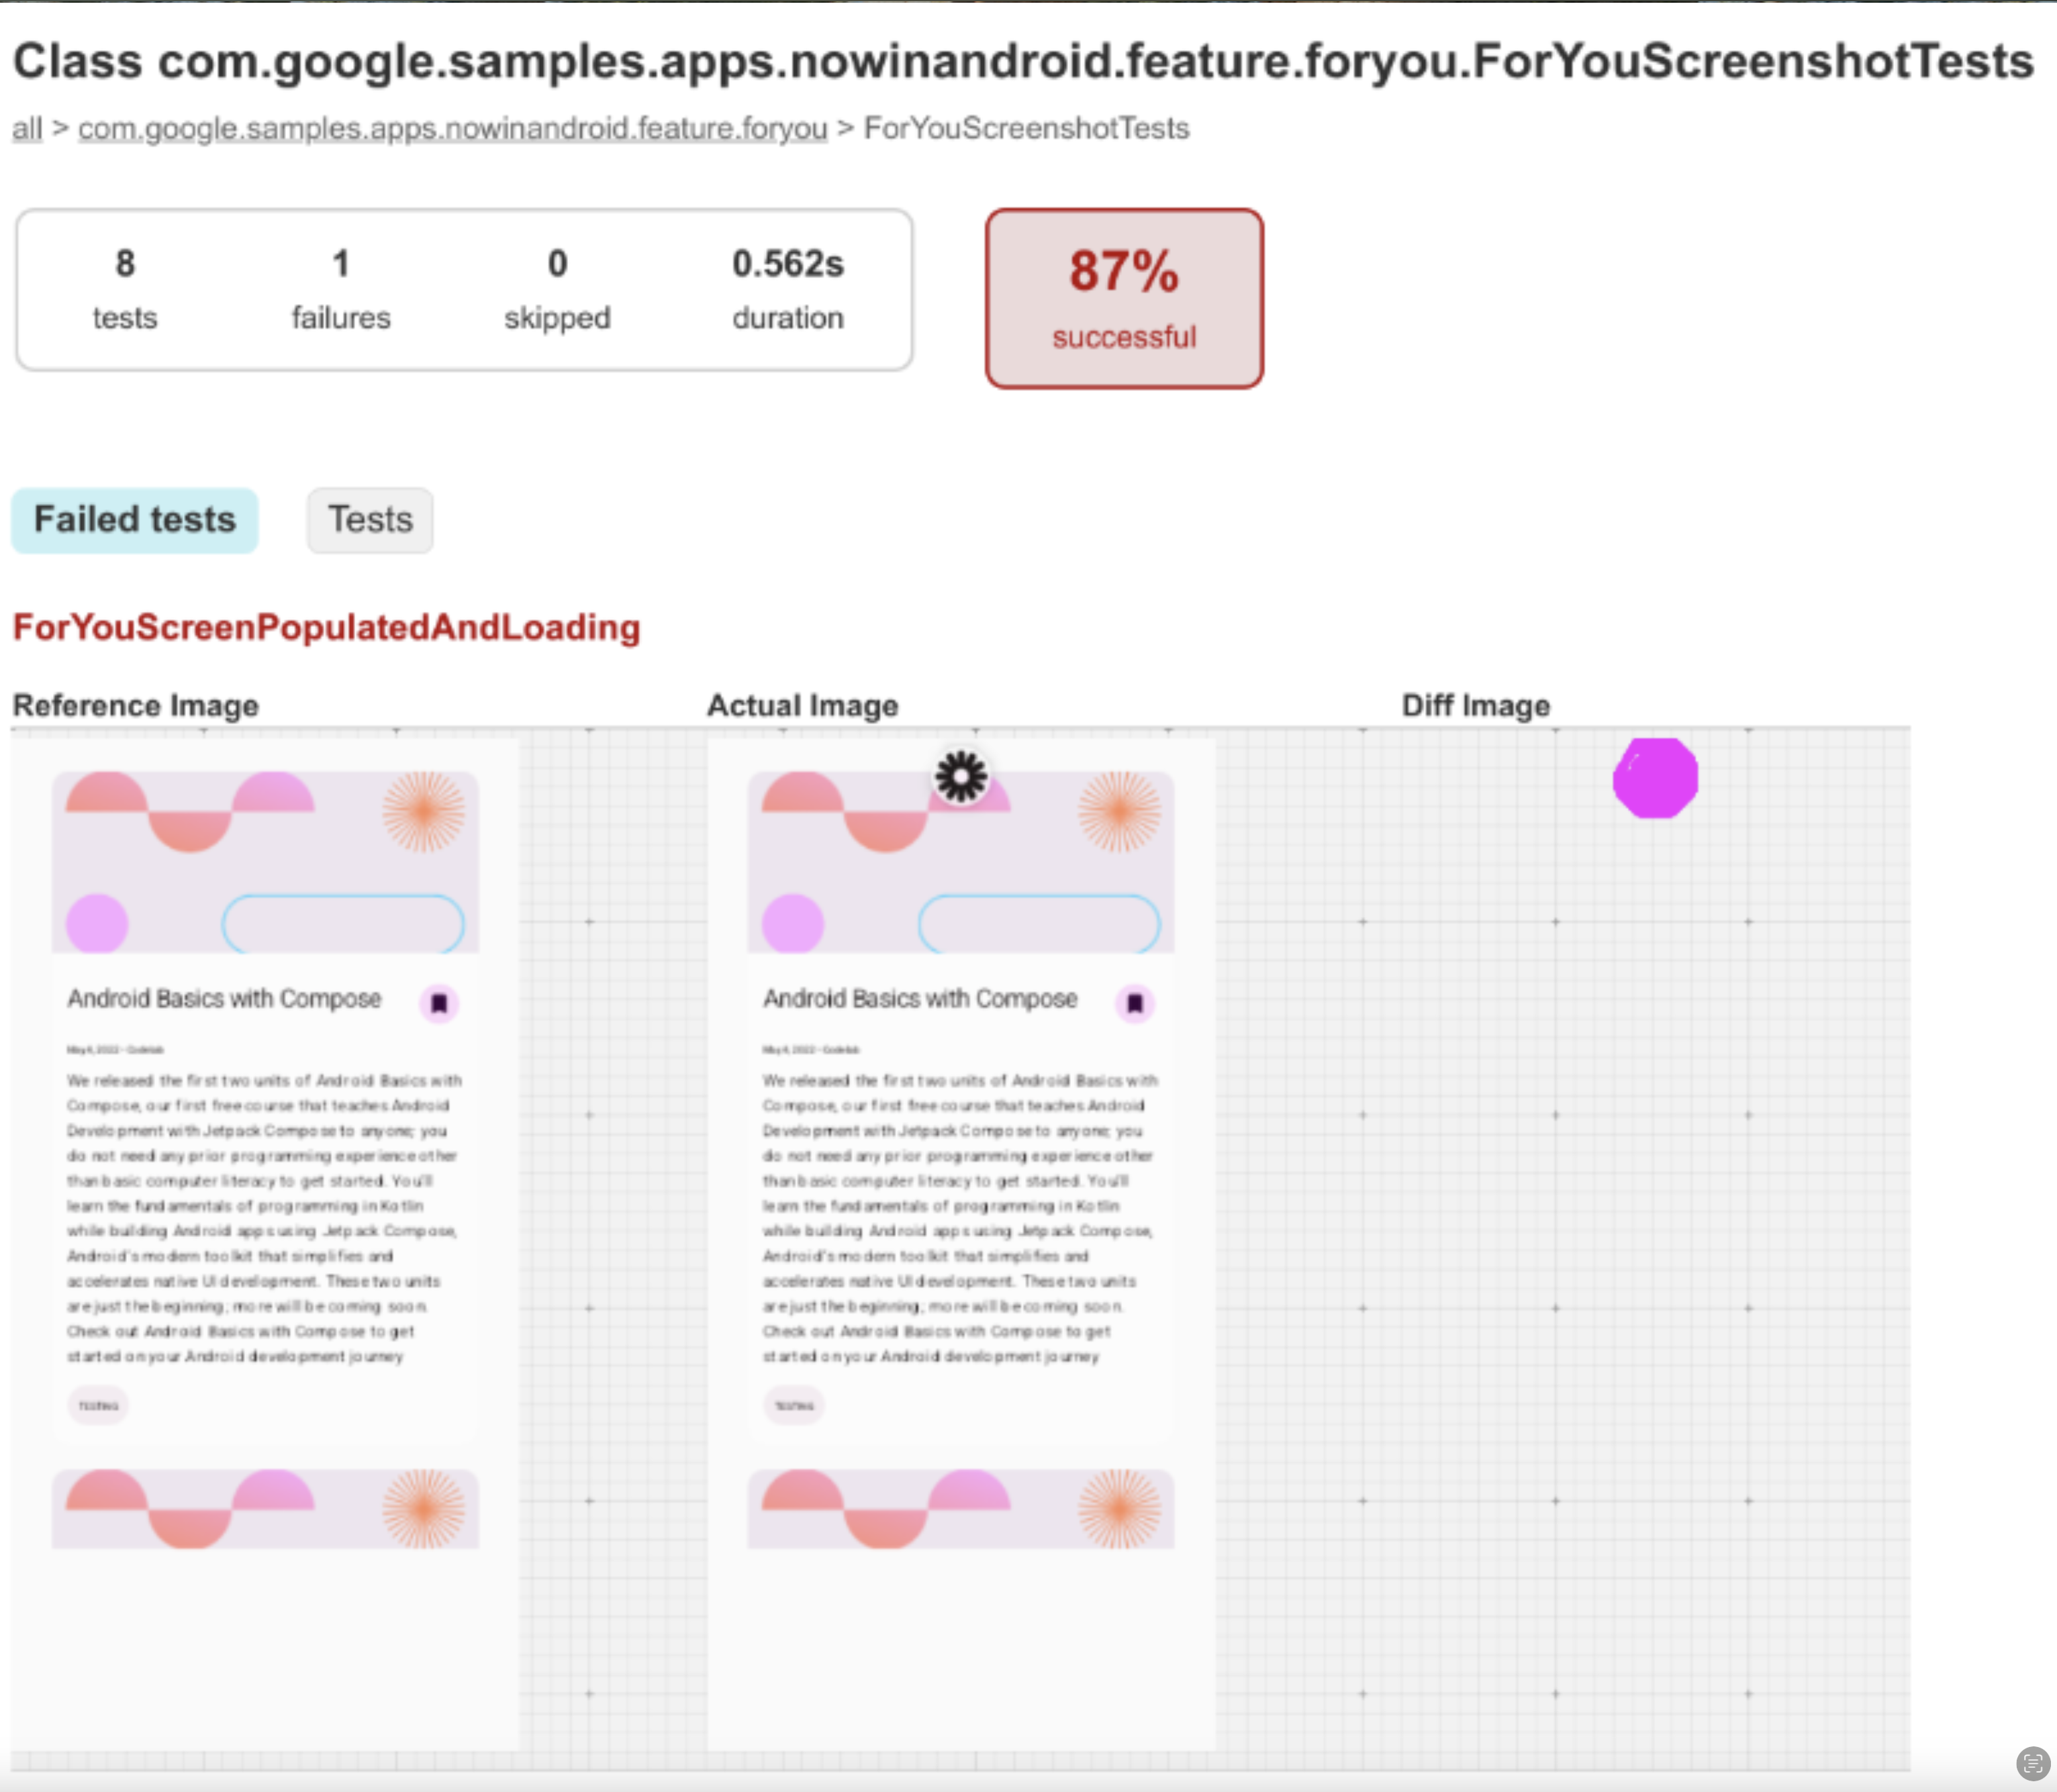 Class com.google.samples.apps.nowinandroid.feature.foryou.ForYouScreenshotTests
all > com.google.samples.apps.nowinandroid.feature.foryou > ForYouScreenshotTests
8 1 0 0.562s
tests failures skipped duration
87%
successful
Failed tests Tests
ForYouScreenPopulatedAndLoading
Reference Image Actual Image Diff Image
Android Basics with Compose
May 4, 2022 • Codelab
We released the first two units of Android Basics with
Compose, our first free course that teaches Android
Development with Jetpack Compose to anyone; you
do not need any prior programming experience other
than basic computer literacy to get started. You'll
learn the fundamentals of programming in Kotlin
while building Android apps using Jetpack Compose,
Android's modern toolkit that simplifies and
accelerates native UI development. These two units
are just the beginning; more will be coming soon.
Check out Android Basics with Compose to get
started on your Android development journey
TESTING
Android Basics with Compose
May 4, 2022 • Codelab
We released the first two units of Android Basics with
Compose, our first free course that teaches Android
Development with Jetpack Compose to anyone; you
do not need any prior programming experience other
than basic computer literacy to get started. You'll
learn the fundamentals of programming in Kotlin
while building Android apps using Jetpack Compose,
Android's modern toolkit that simplifies and
accelerates native UI development. These two units
are just the beginning; more will be coming soon.
Check out Android Basics with Compose to get
started on your Android development journey
TESTING